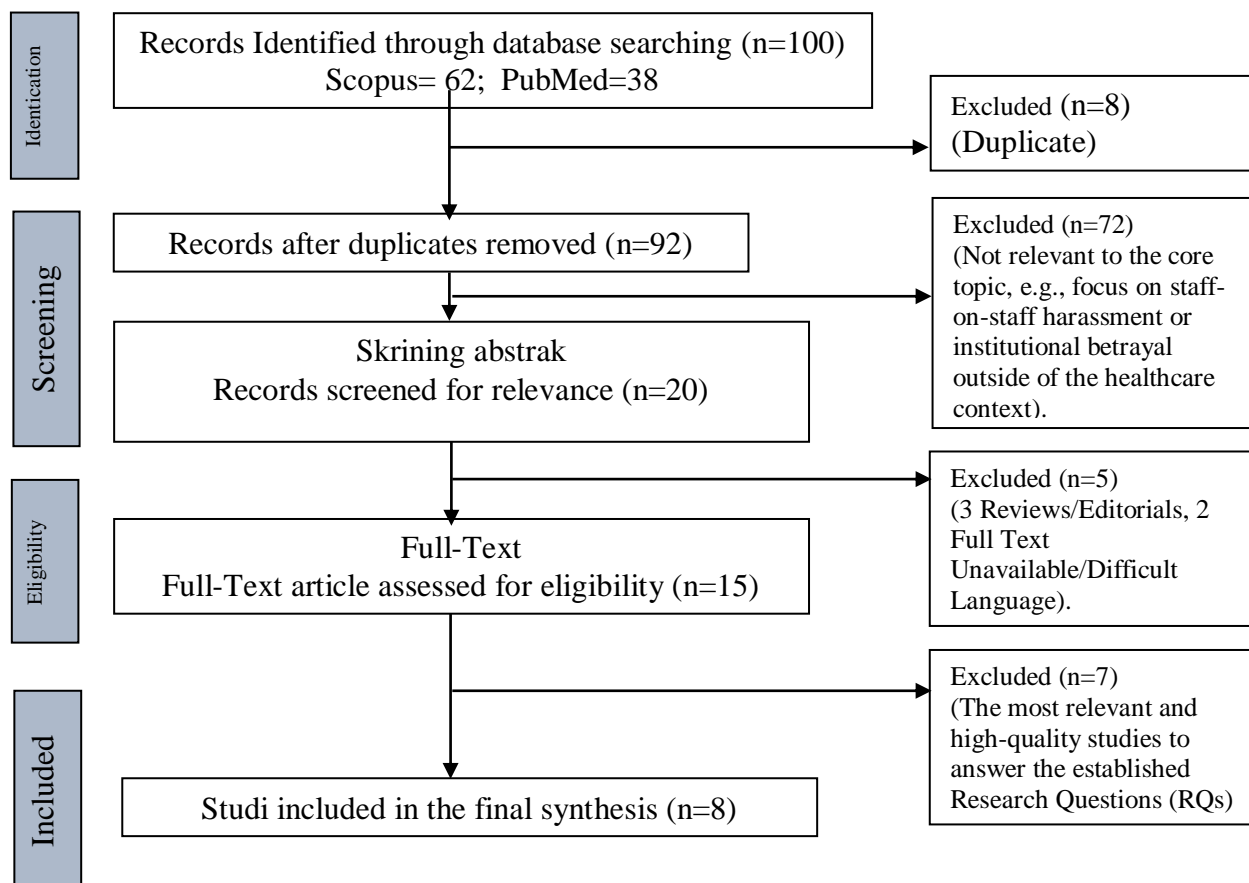 Identication
Records Identified through database searching (n=100)
Scopus= 62;  PubMed=38
Excluded (n=8)
(Duplicate)
Screening
Records after duplicates removed (n=92)
Excluded (n=72)
(Not relevant to the core
topic, e.g., focus on staff-
on-staff harassment or
institutional betrayal
outside of the healthcare
context).
Skrining abstrak
Records screened for relevance (n=20)
Eligibility
Excluded (n=5)
(3 Reviews/Editorials, 2
Full Text
Unavailable/Difficult
Language).
Full-Text
Full-Text article assessed for eligibility (n=15)
Included
Excluded (n=7)
(The most relevant and
high-quality studies to
answer the established
Research Questions (RQs)
Studi included in the final synthesis (n=8)